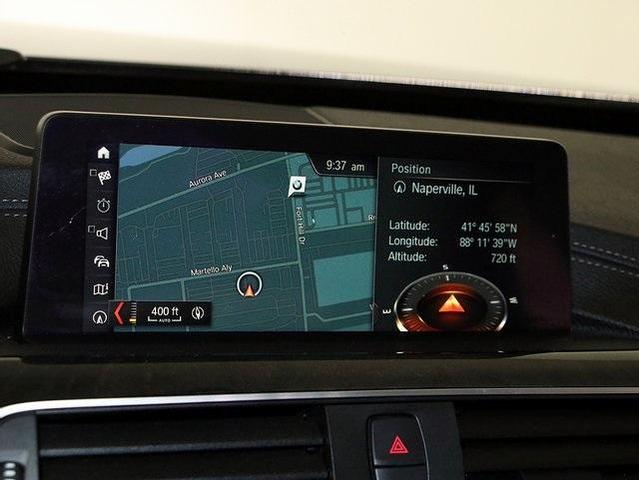 9:37 am
Position
Naperville, IL
Latitude: 41° 45' 58"N
Longitude: 88° 11' 39"W
Altitude: 720 ft
S
E
W
Aurora Ave
Fort Hill Dr
Martello Aly
400 ft
AUTO